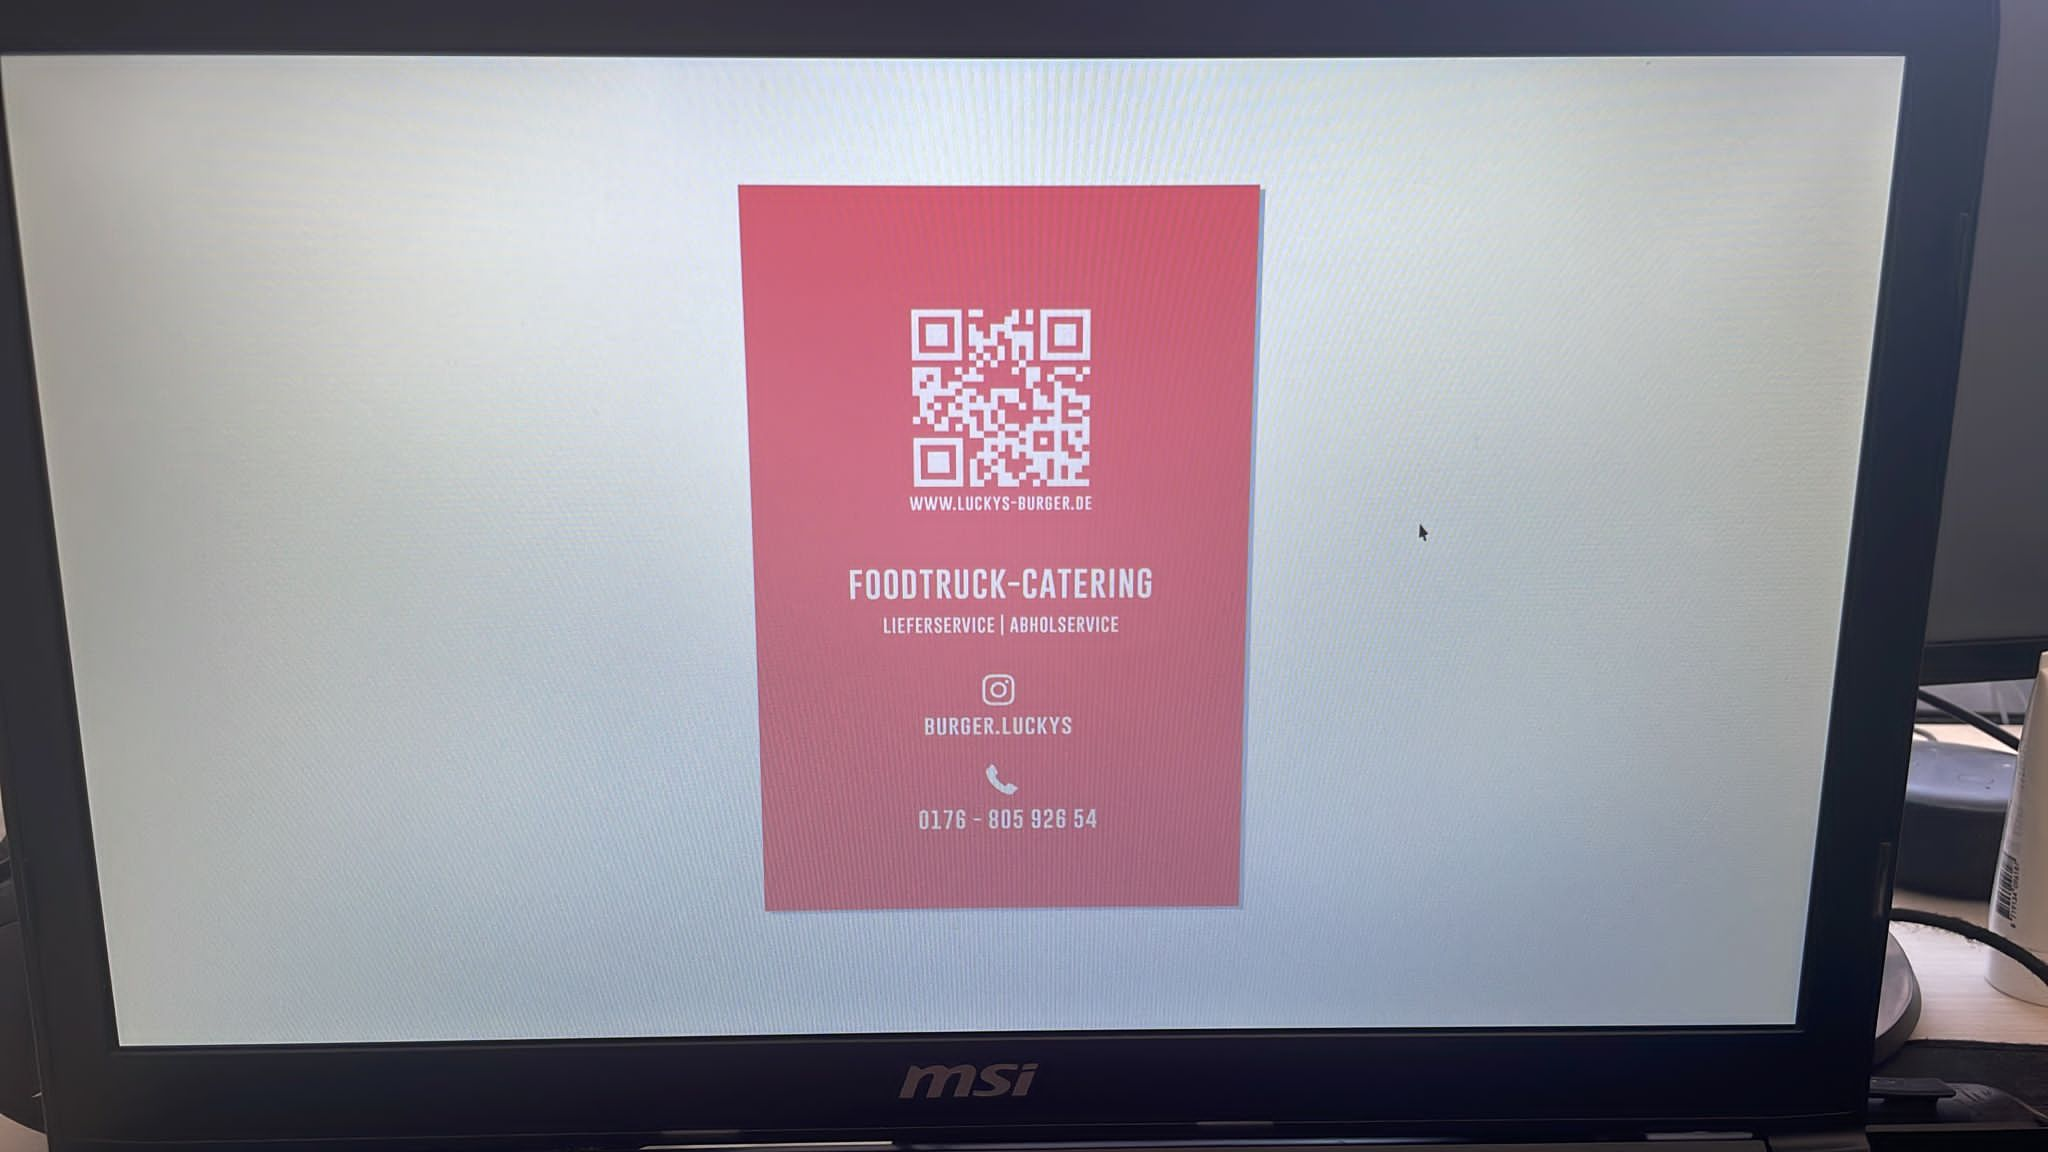 WWW.LUCKYS-BURGER.DE
FOODTRUCK-CATERING
LIEFERSERVICE | ABHOLSERVICE
BURGER.LUCKYS
0176 - 805 926 54
msi